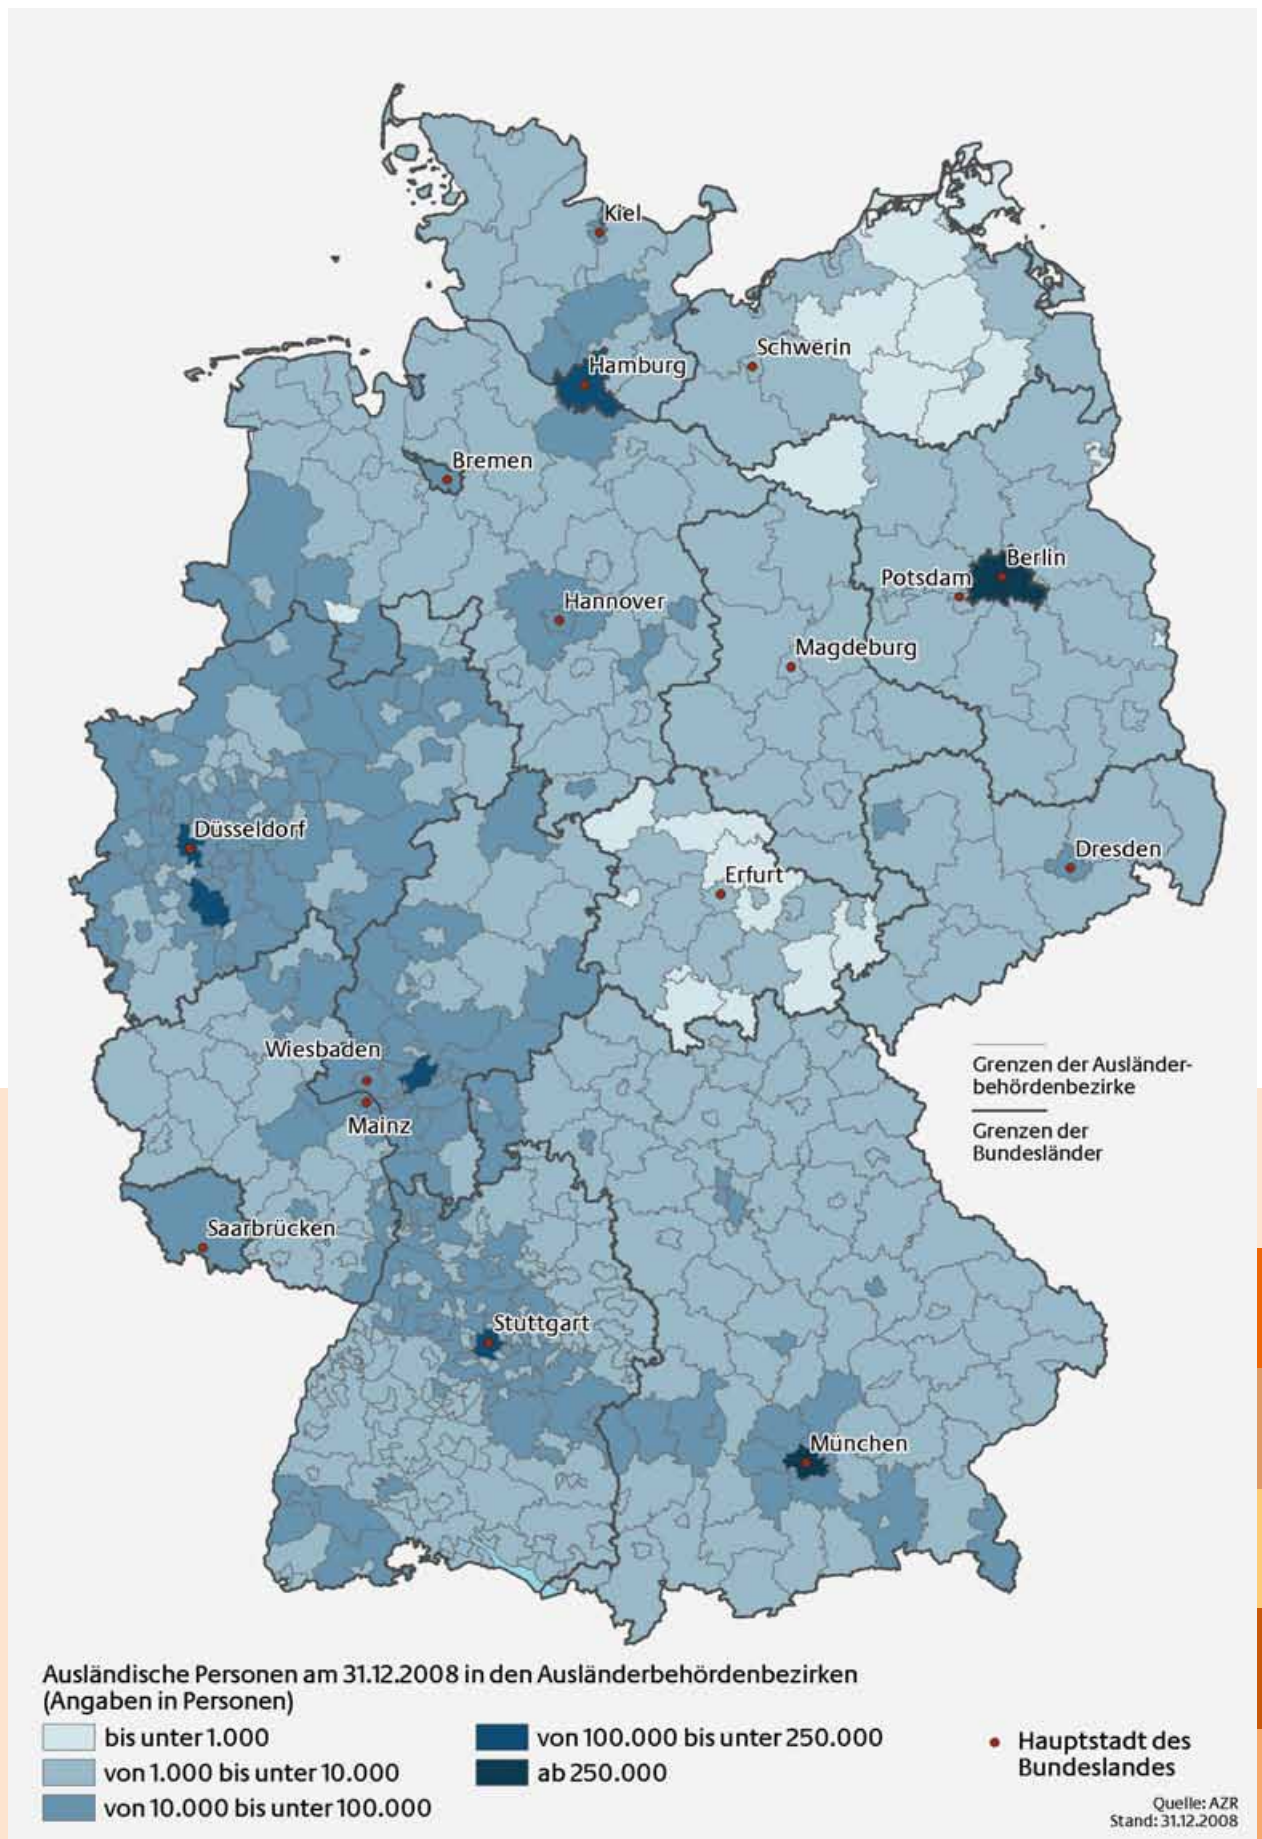 Kiel
Schwerin
Hamburg
Bremen
Berlin
Potsdam
Hannover
Magdeburg
Düsseldorf
Dresden
Erfurt
Wiesbaden
Mainz
Grenzen der Ausländer-
behördenbezirke
Grenzen der
Bundesländer
Saarbrücken
Stuttgart
München
Ausländische Personen am 31.12.2008 in den Ausländerbehördenbezirken
(Angaben in Personen)
bis unter 1.000
von 1.000 bis unter 10.000
von 10.000 bis unter 100.000
von 100.000 bis unter 250.000
ab 250.000
Hauptstadt des
Bundeslandes
Quelle: AZR
Stand: 31.12.2008